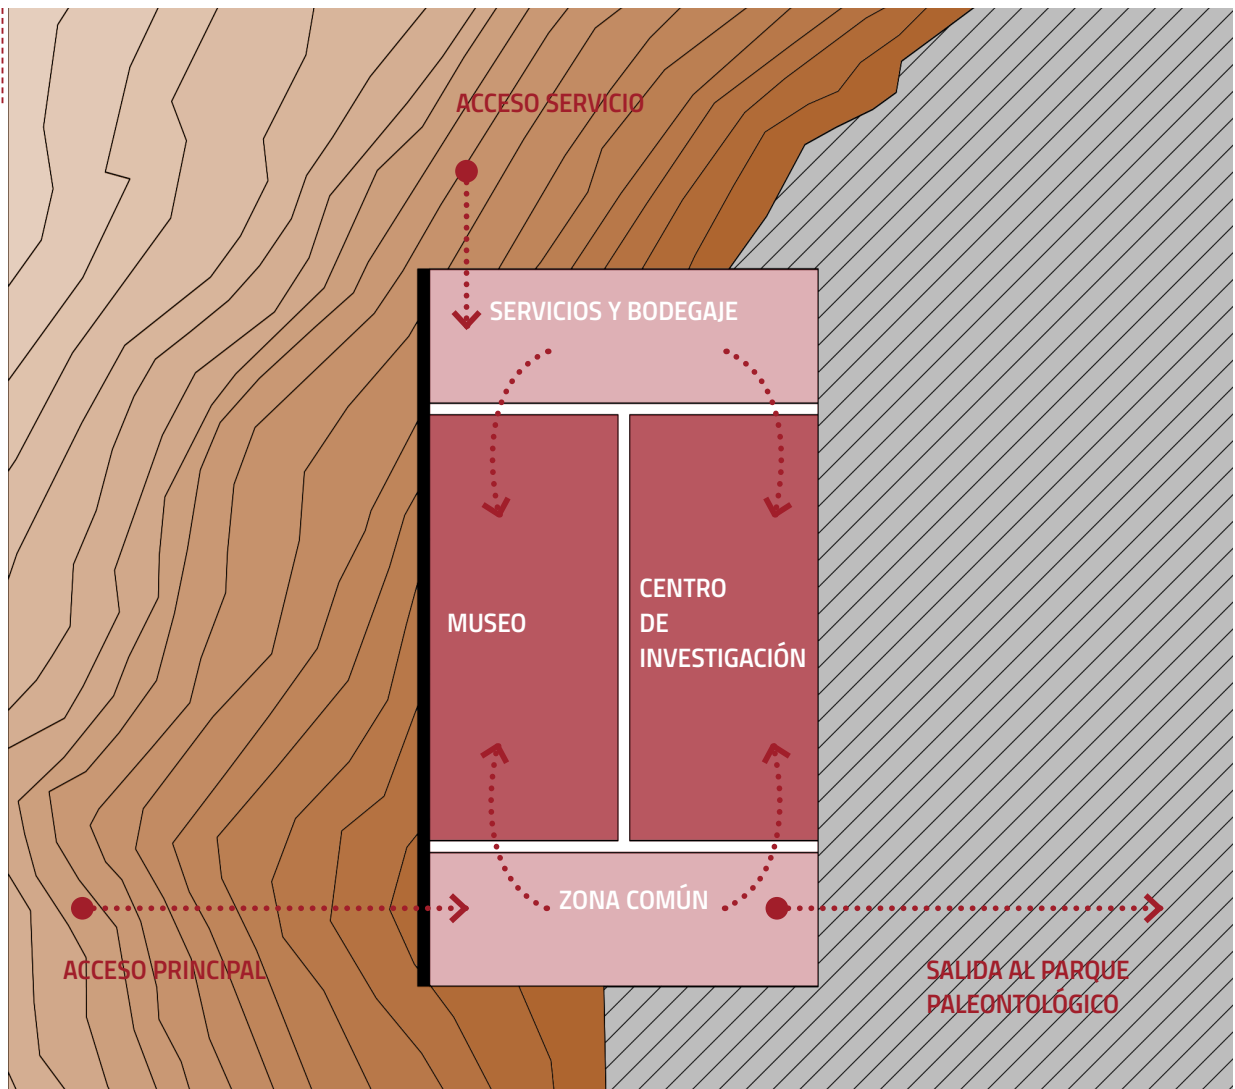 ACCESO SERVICIO
SERVICIOS Y BODEGAJE
MUSEO
CENTRO
DE
INVESTIGACIÓN
ZONA COMÚN
ACCESO PRINCIPAL
SALIDA AL PARQUE
PALEONTOLÓGICO